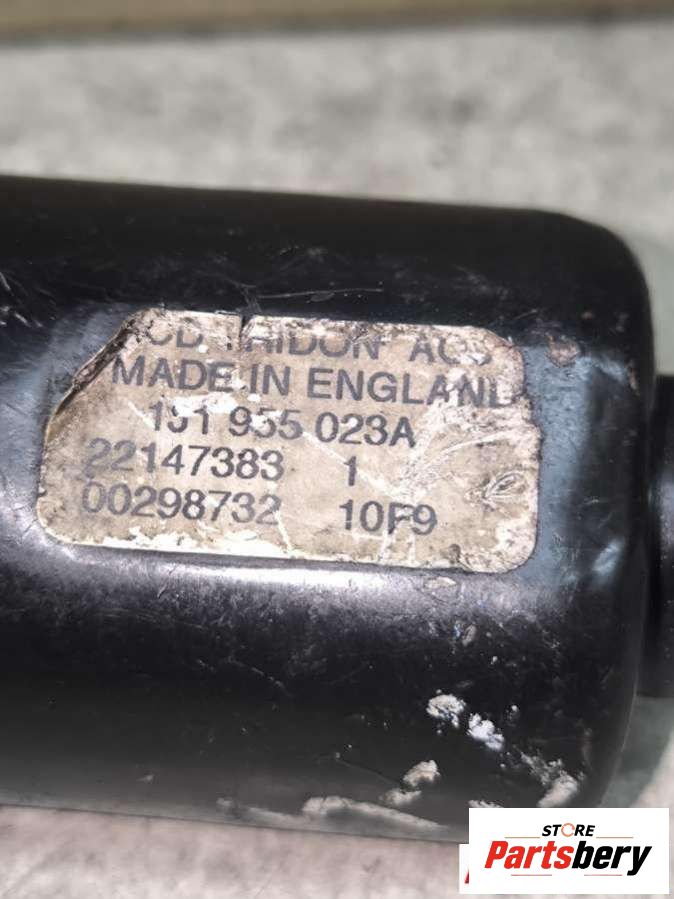 MADE IN ENGLAND
1J1 955 023A
22147383 1
00298732 10F9
STORE
Partsbery